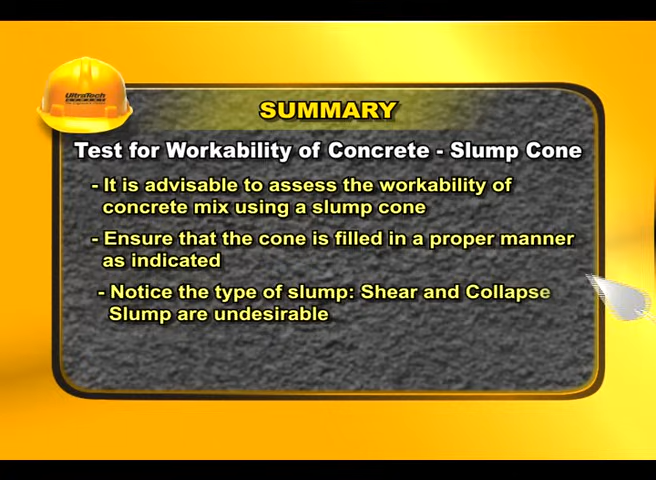 UltraTech
CEMENT
SUMMARY
Test for Workability of Concrete - Slump Cone
- It is advisable to assess the workability of
concrete mix using a slump cone
- Ensure that the cone is filled in a proper manner
as indicated
- Notice the type of slump: Shear and Collapse
Slump are undesirable